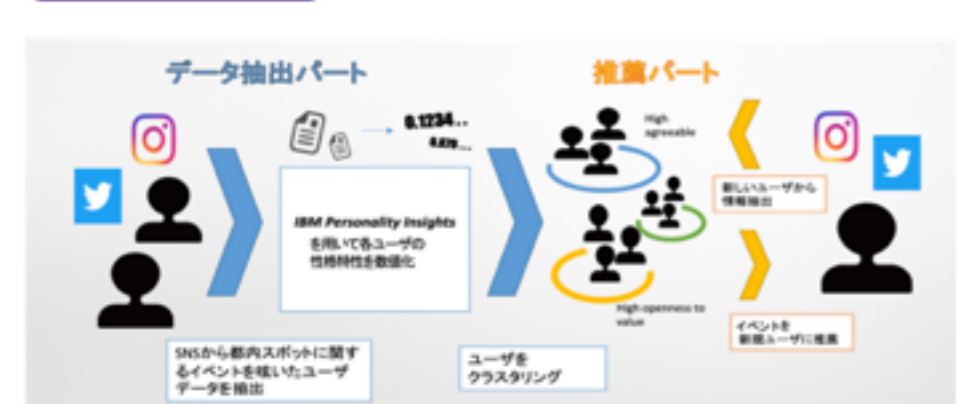 データ抽出パート
推薦パート
0.1234..
High
agreeable
IBM Personality Insights
を用いて各ユーザの
性格特性を数値化
新しいユーザから
情報抽出
High openness to
value
イベントを
新規ユーザに推薦
SNSから都内スポットに関す
るイベントを呟いたユーザ
データを抽出
ユーザを
クラスタリング